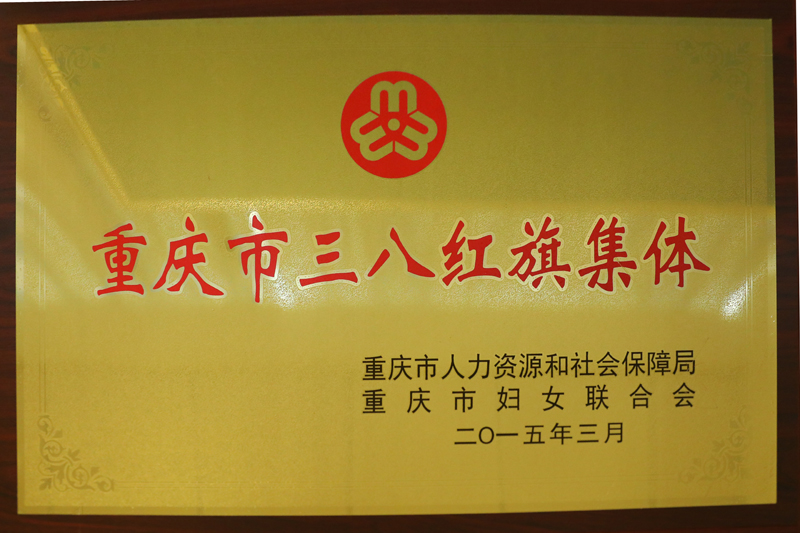 重庆市三八红旗集体
重庆市人力资源和社会保障局
重庆市妇女联合会
二〇一五年三月